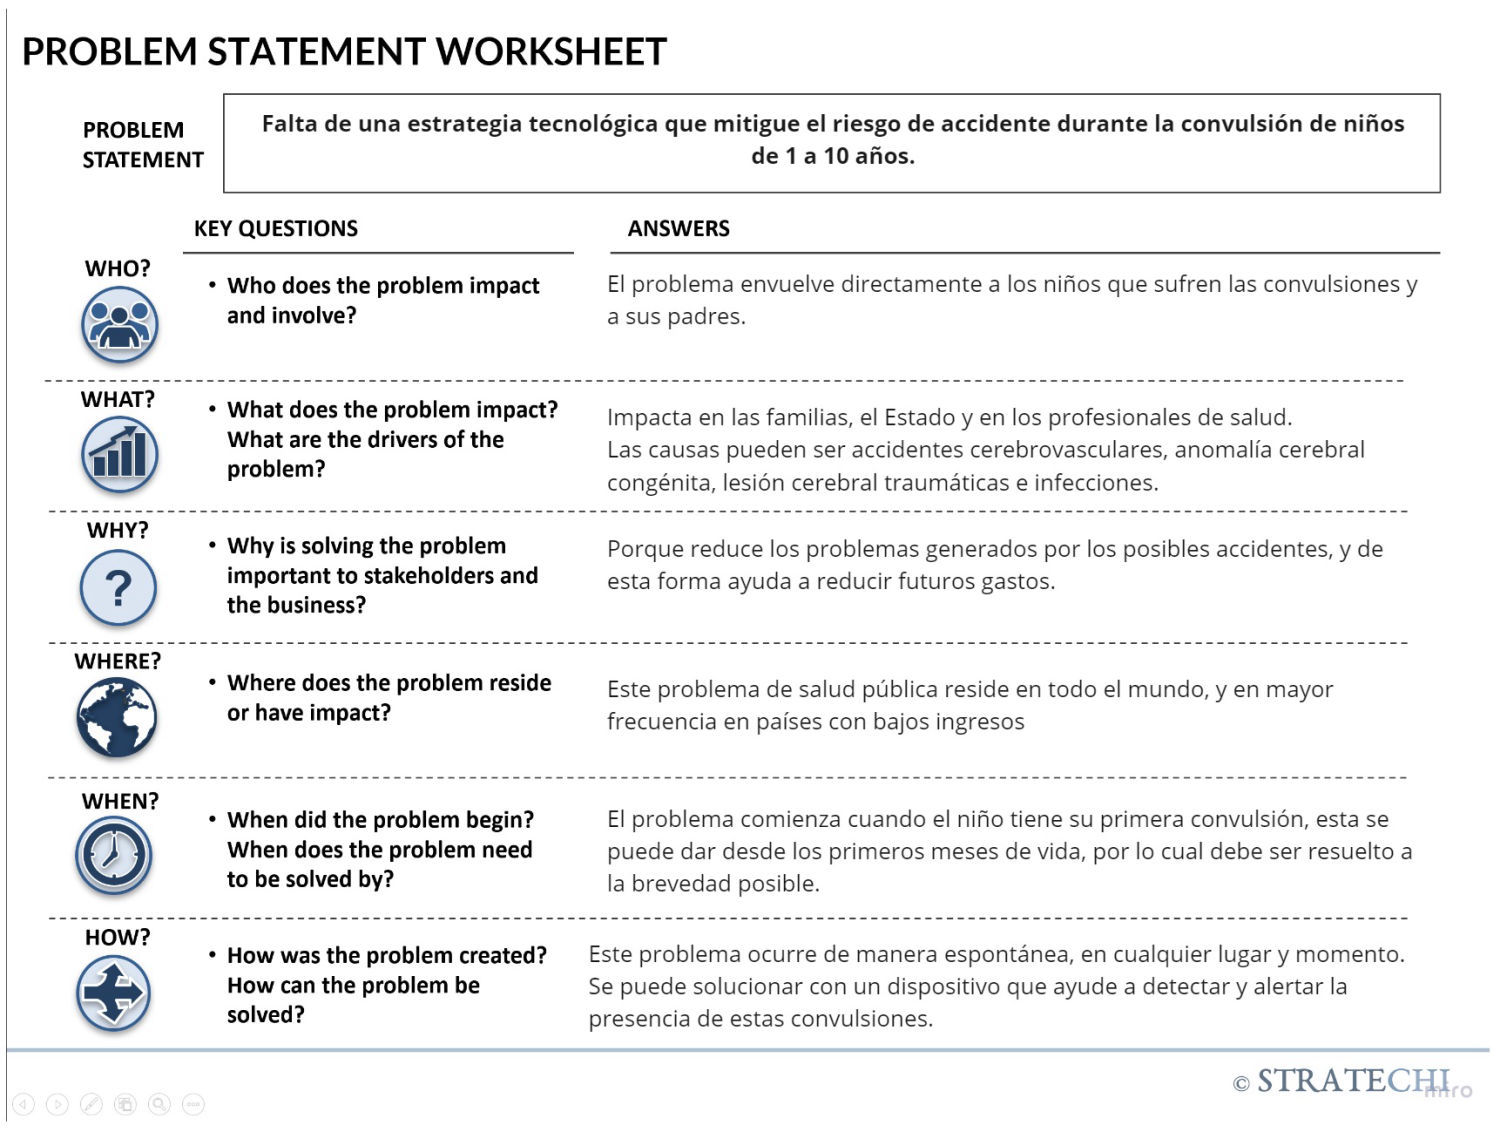 PROBLEM STATEMENT WORKSHEET
PROBLEM
STATEMENT
Falta de una estrategia tecnológica que mitigue el riesgo de accidente durante la convulsión de niños
de 1 a 10 años.
KEY QUESTIONS
ANSWERS
WHO?
• Who does the problem impact
and involve?
El problema envuelve directamente a los niños que sufren las convulsiones y
a sus padres.
WHAT?
• What does the problem impact?
What are the drivers of the
problem?
Impacta en las familias, el Estado y en los profesionales de salud.
Las causas pueden ser accidentes cerebrovasculares, anomalía cerebral
congénita, lesión cerebral traumáticas e infecciones.
WHY?
?
• Why is solving the problem
important to stakeholders and
the business?
Porque reduce los problemas generados por los posibles accidentes, y de
esta forma ayuda a reducir futuros gastos.
WHERE?
• Where does the problem reside
or have impact?
Este problema de salud pública reside en todo el mundo, y en mayor
frecuencia en países con bajos ingresos
WHEN?
• When did the problem begin?
When does the problem need
to be solved by?
El problema comienza cuando el niño tiene su primera convulsión, esta se
puede dar desde los primeros meses de vida, por lo cual debe ser resuelto a
la brevedad posible.
HOW?
• How was the problem created?
How can the problem be
solved?
Este problema ocurre de manera espontánea, en cualquier lugar y momento.
Se puede solucionar con un dispositivo que ayude a detectar y alertar la
presencia de estas convulsiones.
© STRATECHI
miro